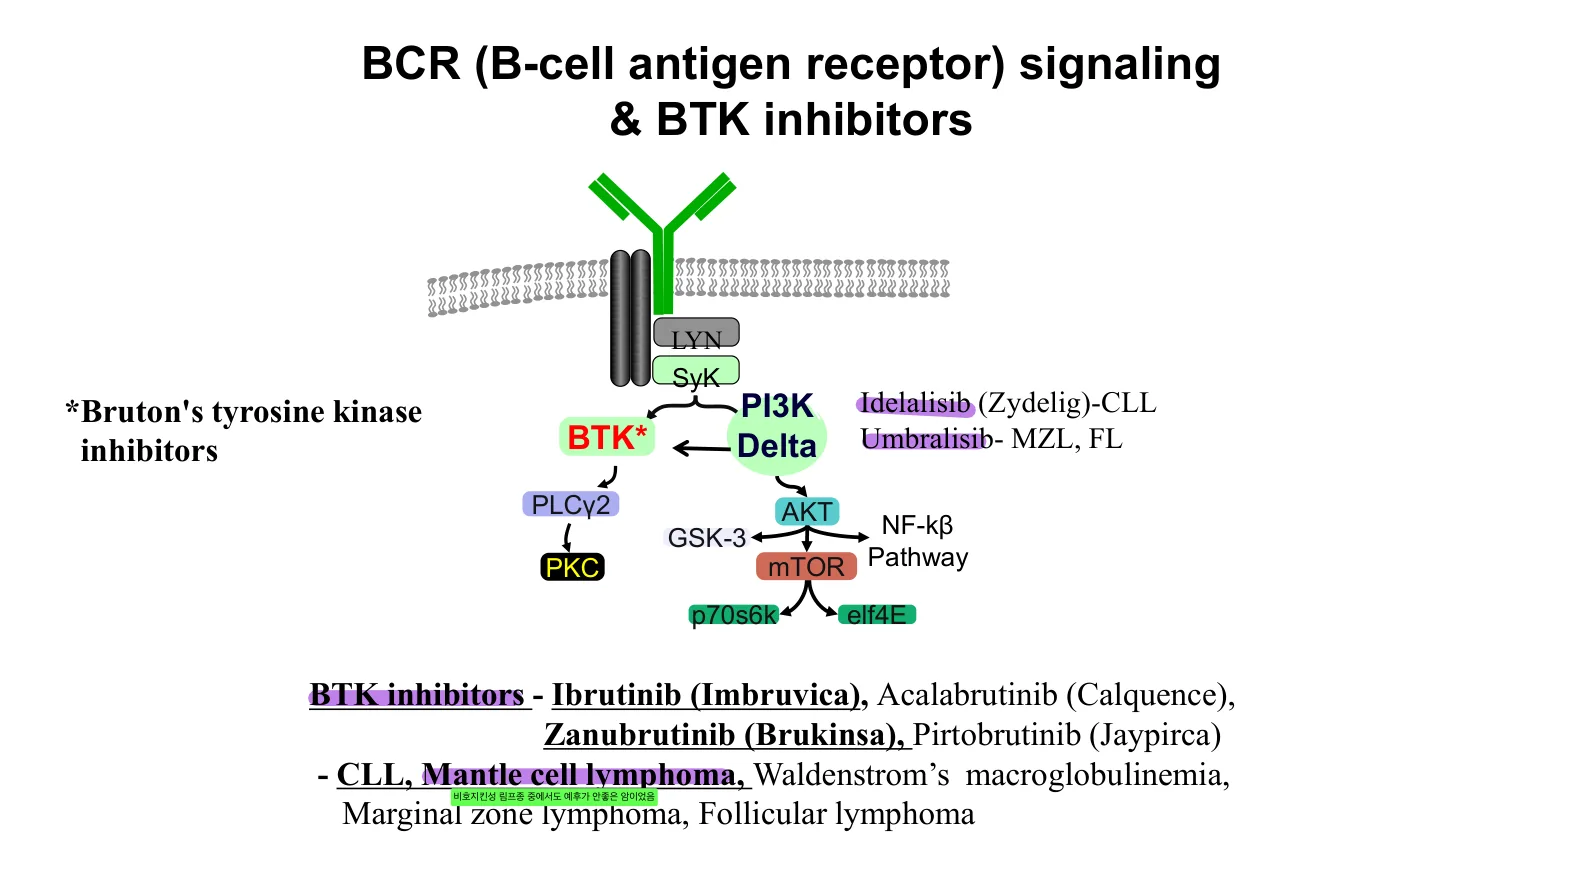 BCR (B-cell antigen receptor) signaling
& BTK inhibitors
LYN
SyK
*Bruton's tyrosine kinase
inhibitors
BTK*
PI3K
Delta
Idelalisib (Zydelig)-CLL
Umbralisib- MZL, FL
PLCγ2
AKT
GSK-3
NF-kβ
Pathway
PKC
mTOR
p70s6k
elf4E
BTK inhibitors - Ibrutinib (Imbruvica), Acalabrutinib (Calquence),
Zanubrutinib (Brukinsa), Pirtobrutinib (Jaypirca)
- CLL, Mantle cell lymphoma, Waldenstrom’s macroglobulinemia,
비호지킨성 림프종 중에서도 예후가 안좋은 암이었음
Marginal zone lymphoma, Follicular lymphoma